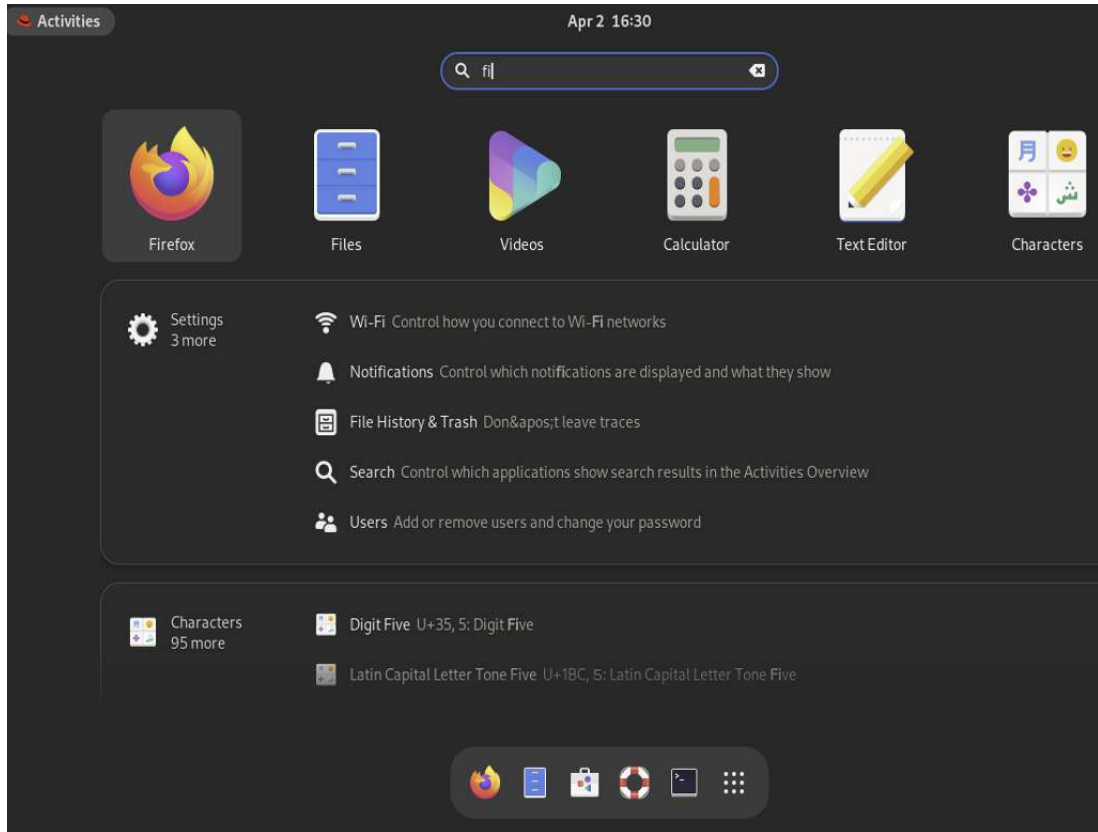 Activities
Apr 2 16:30
fi
Firefox
Files
Videos
Calculator
Text Editor
Characters
Settings
3 more
Wi-Fi Control how you connect to Wi-Fi networks
Notifications Control which notifications are displayed and what they show
File History & Trash Don&apos;t leave traces
Search Control which applications show search results in the Activities Overview
Users Add or remove users and change your password
Characters
95 more
Digit Five U+35, 5: Digit Five
Latin Capital Letter Tone Five U+1BC, Ƽ: Latin Capital Letter Tone Five